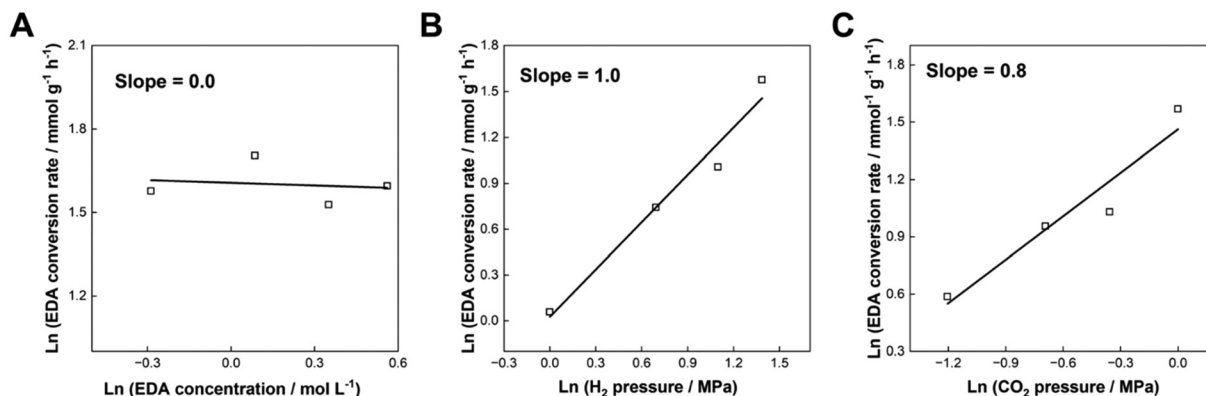 A
Ln (EDA conversion rate / mmol g⁻¹ h⁻¹)
2.1
1.8
1.5
1.2
Slope = 0.0
−0.3
0.0
0.3
0.6
Ln (EDA concentration / mol L⁻¹)
B
Ln (EDA conversion rate / mmol g⁻¹ h⁻¹)
1.8
1.5
1.2
0.9
0.6
0.3
0.0
Slope = 1.0
−0.3
0.0
0.3
0.6
0.9
1.2
1.5
Ln (H₂ pressure / MPa)
C
Ln (EDA conversion rate / mmol⁻¹ g⁻¹ h⁻¹)
1.8
1.5
1.2
0.9
0.6
0.3
Slope = 0.8
−1.2
−0.9
−0.6
−0.3
0.0
Ln (CO₂ pressure / MPa)